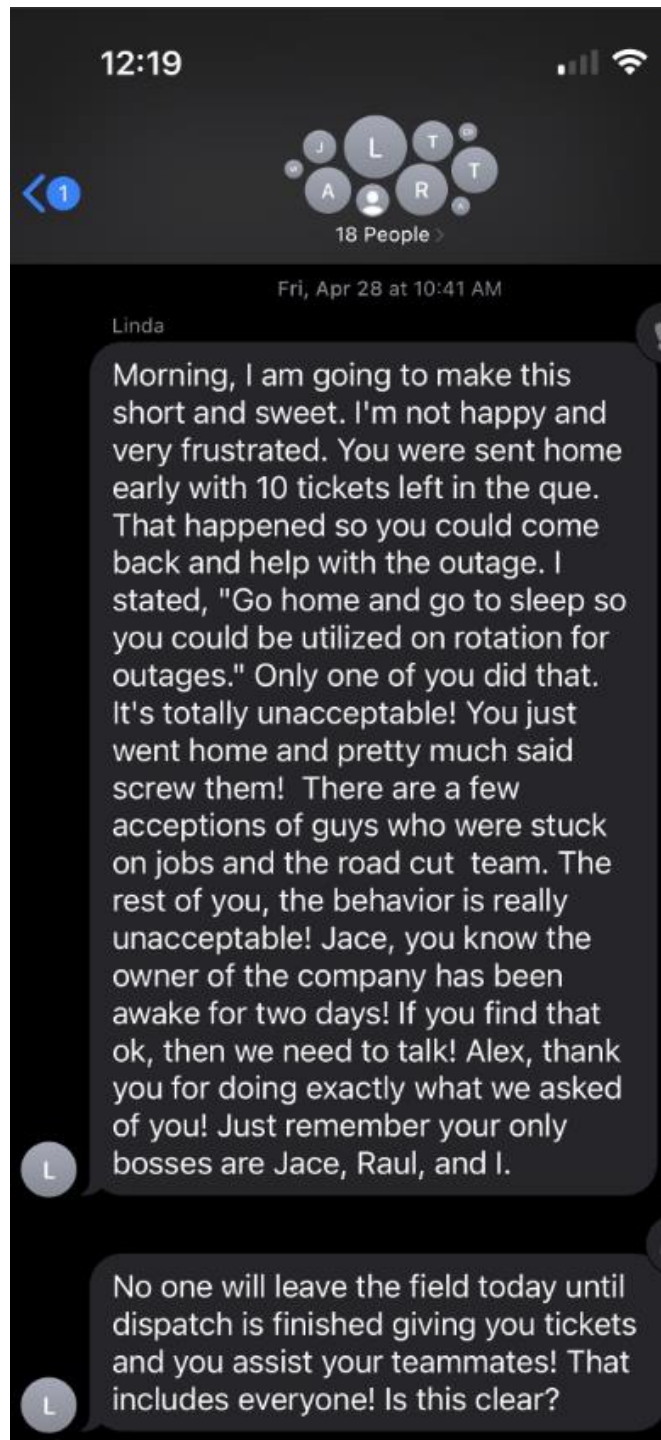 12:19
1
J
L
T
T
A
R
18 People
Fri, Apr 28 at 10:41 AM
Linda
Morning, I am going to make this
short and sweet. I'm not happy and
very frustrated. You were sent home
early with 10 tickets left in the que.
That happened so you could come
back and help with the outage. I
stated, "Go home and go to sleep so
you could be utilized on rotation for
outages." Only one of you did that.
It's totally unacceptable! You just
went home and pretty much said
screw them!  There are a few
acceptions of guys who were stuck
on jobs and the road cut  team. The
rest of you, the behavior is really
unacceptable! Jace, you know the
owner of the company has been
awake for two days! If you find that
ok, then we need to talk! Alex, thank
you for doing exactly what we asked
of you! Just remember your only
bosses are Jace, Raul, and I.
L
No one will leave the field today until
dispatch is finished giving you tickets
and you assist your teammates! That
includes everyone! Is this clear?
L